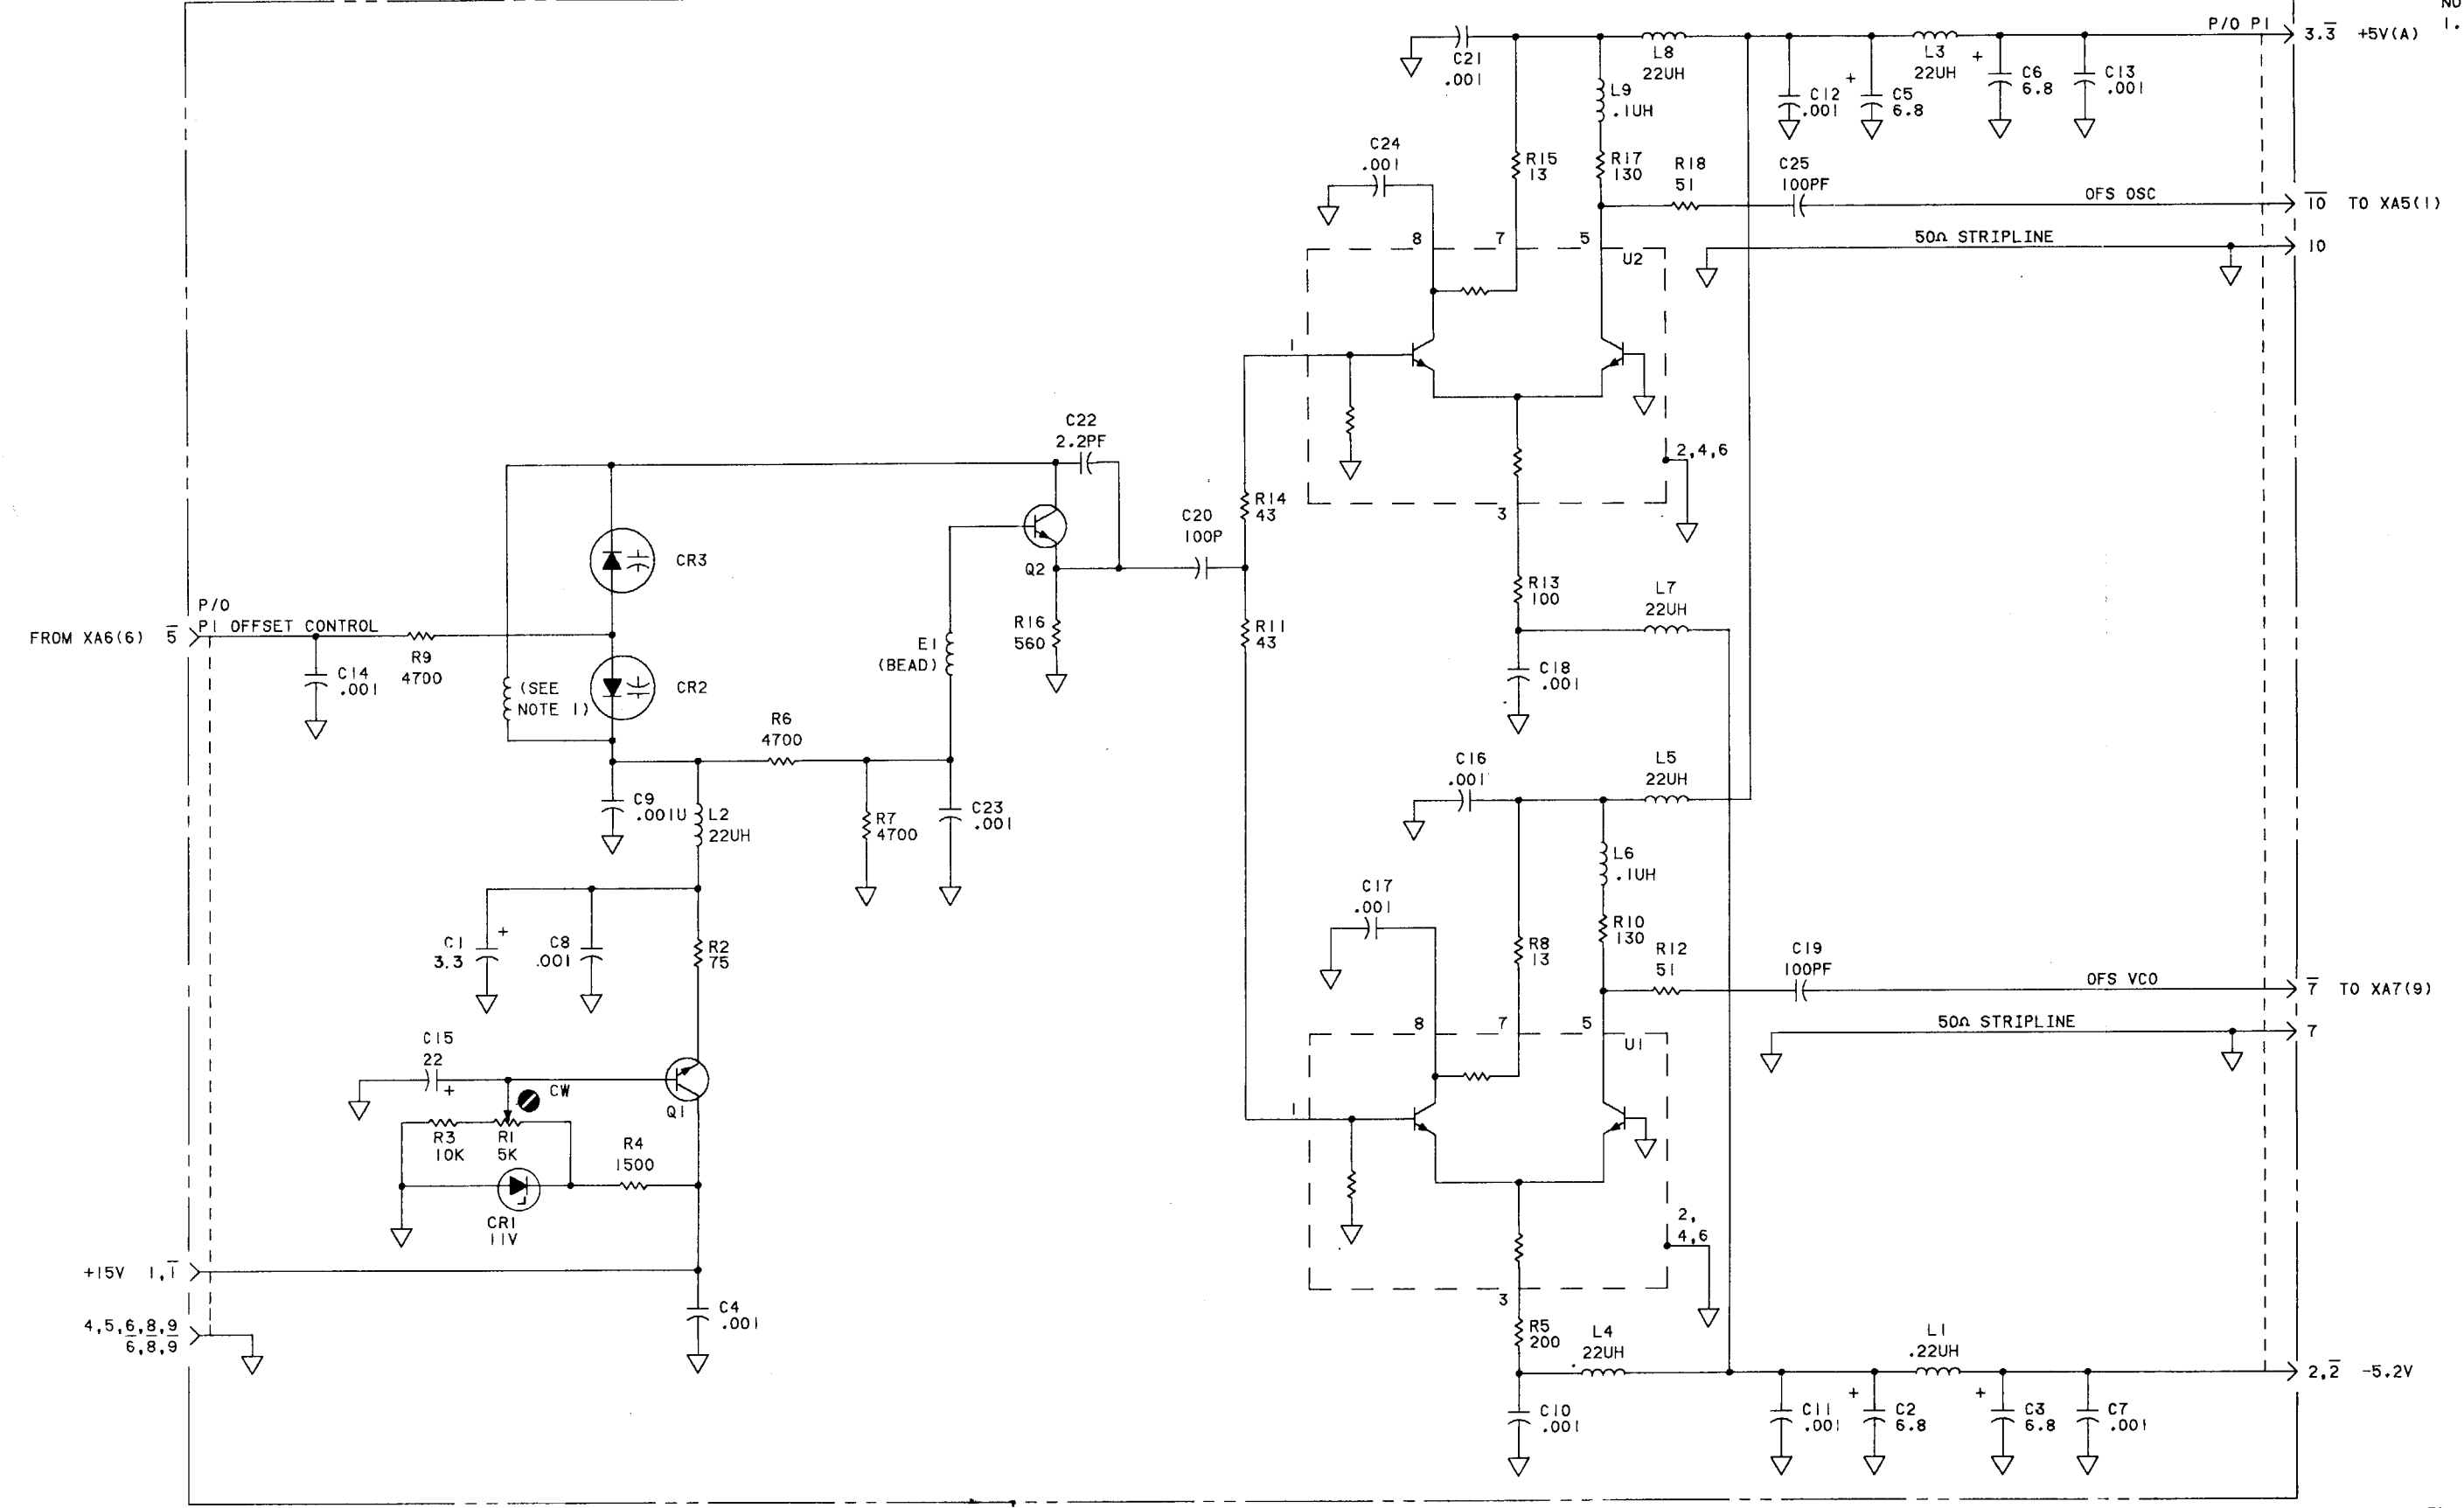 NO
1.
P/O P1
3.3̅ +5V(A)
C21
.001
L8
22UH
L9
.1UH
C12
.001
+
C5
6.8
L3
22UH
+
C6
6.8
C13
.001
C24
.001
R15
13
R17
130
R18
51
C25
100PF
OFS OSC
1̅0̅ TO XA5(1)
50Ω STRIPLINE
10
8
7
5
U2
1
2,4,6
3
C22
2.2PF
Q2
C20
100P
R14
43
R11
43
R13
100
L7
22UH
C18
.001
CR3
CR2
FROM XA6(6) 5̅
P/O
P1 OFFSET CONTROL
C14
.001
R9
4700
(SEE
NOTE 1)
R6
4700
E1
(BEAD)
R16
560
C9
.001U
L2
22UH
R7
4700
C23
.001
C16
.001
L5
22UH
L6
.1UH
C17
.001
R8
13
R10
130
R12
51
C19
100PF
OFS VCO
7̅ TO XA7(9)
50Ω STRIPLINE
7
C1
3.3
+
C8
.001
R2
75
C15
22
+
CW
Q1
R3
10K
R1
5K
R4
1500
CR1
11V
8
7
5
U1
1
2,
4,6
3
+15V 1,1̅
4,5,6,8,9
6̅,8̅,9̅
C4
.001
R5
200
L4
22UH
L1
.22UH
2,2̅ -5.2V
C10
.001
C11
.001
+
C2
6.8
+
C3
6.8
C7
.001